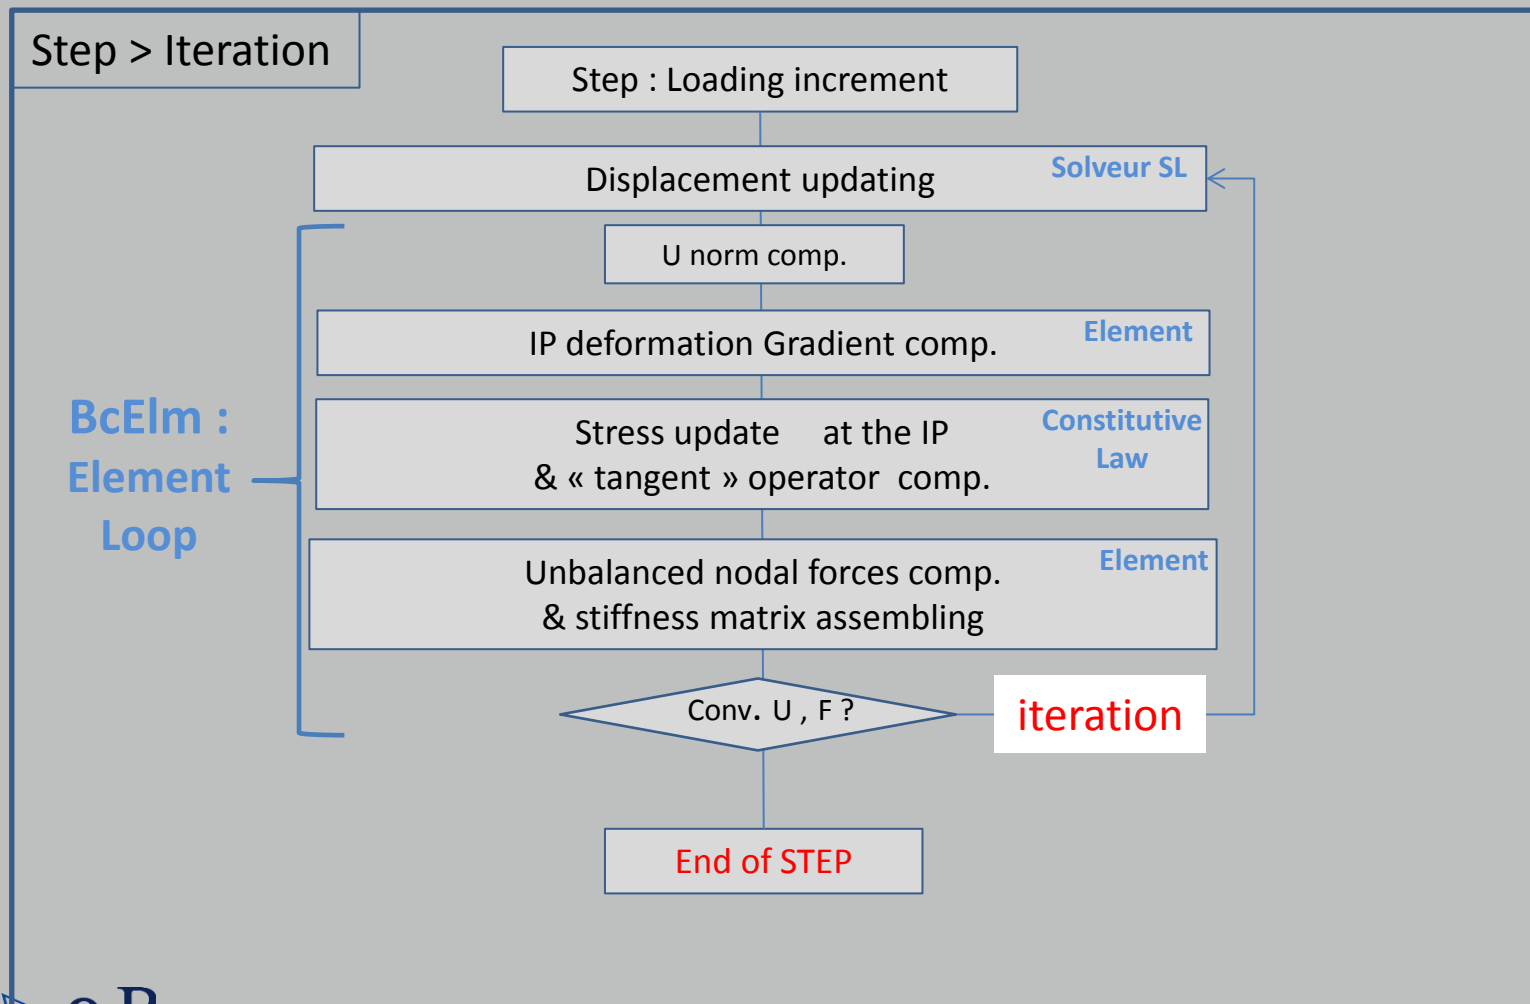 Step > Iteration
Step : Loading increment
Displacement updating
Solveur SL
U norm comp.
IP deformation Gradient comp.
Element
BcElm :
Element
Loop
Stress update at the IP
& « tangent » operator comp.
Constitutive
Law
Unbalanced nodal forces comp.
& stiffness matrix assembling
Element
Conv. U , F ?
iteration
End of STEP